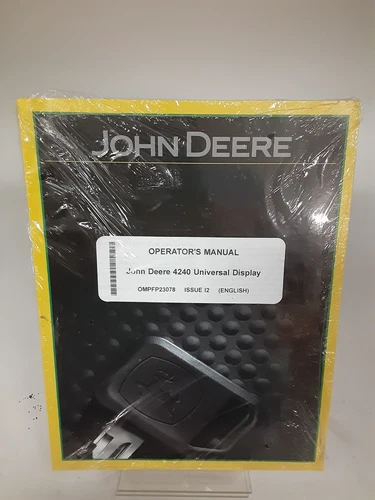 JOHN DEERE
OPERATOR'S MANUAL
John Deere 4240 Universal Display
OMPFP23078 ISSUE I2 (ENGLISH)